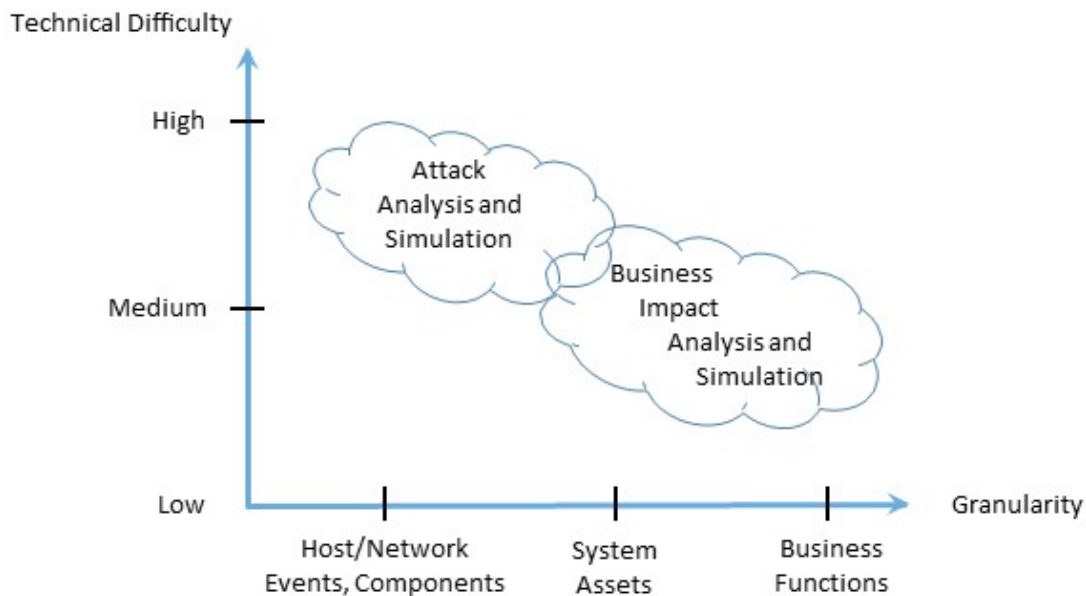 Technical Difficulty
High
Attack
Analysis and
Simulation
Business
Impact
Analysis and
Simulation
Medium
Low
Granularity
Host/Network
Events, Components
System
Assets
Business
Functions